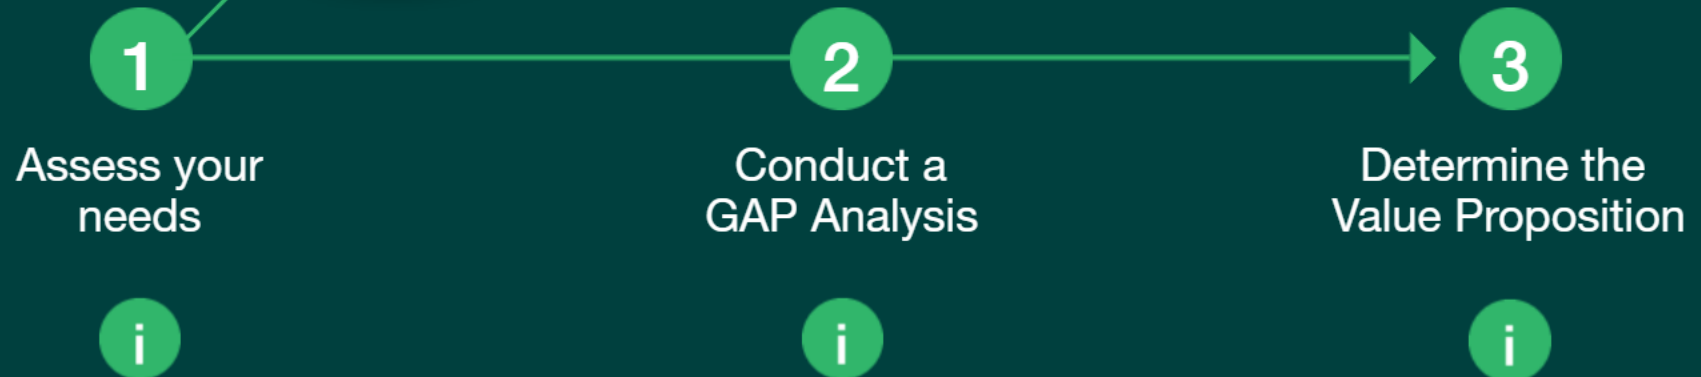 1
2
3
Assess your
needs
Conduct a
GAP Analysis
Determine the
Value Proposition
i
i
i